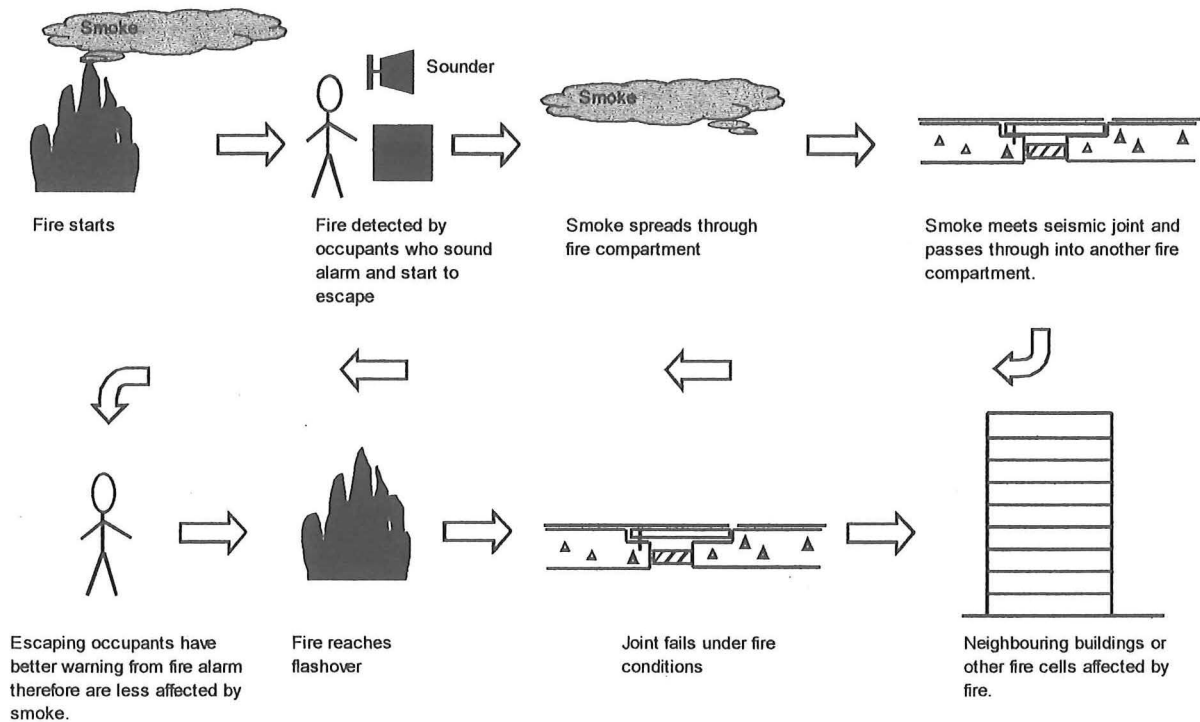 Smoke
Sounder
Fire starts
Fire detected by
occupants who sound
alarm and start to
escape
Smoke
Smoke spreads through
fire compartment
Smoke meets seismic joint and
passes through into another fire
compartment.
Escaping occupants have
better warning from fire alarm
therefore are less affected by
smoke.
Fire reaches
flashover
Joint fails under fire
conditions
Neighbouring buildings or
other fire cells affected by
fire.